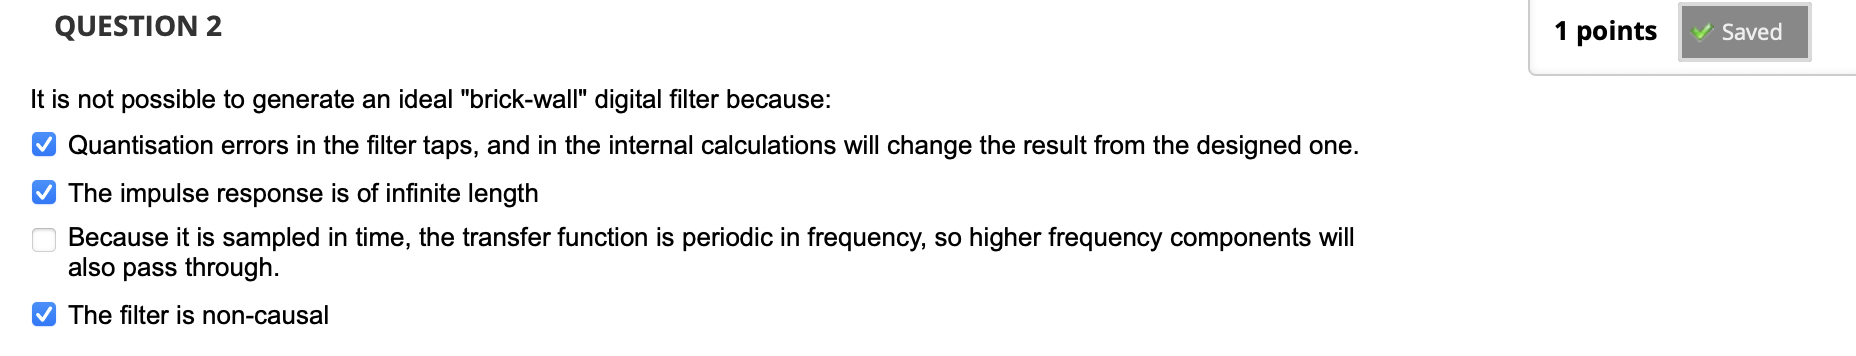 QUESTION 2
1 points
Saved
It is not possible to generate an ideal "brick-wall" digital filter because:
Quantisation errors in the filter taps, and in the internal calculations will change the result from the designed one.
The impulse response is of infinite length
Because it is sampled in time, the transfer function is periodic in frequency, so higher frequency components will
also pass through.
The filter is non-causal